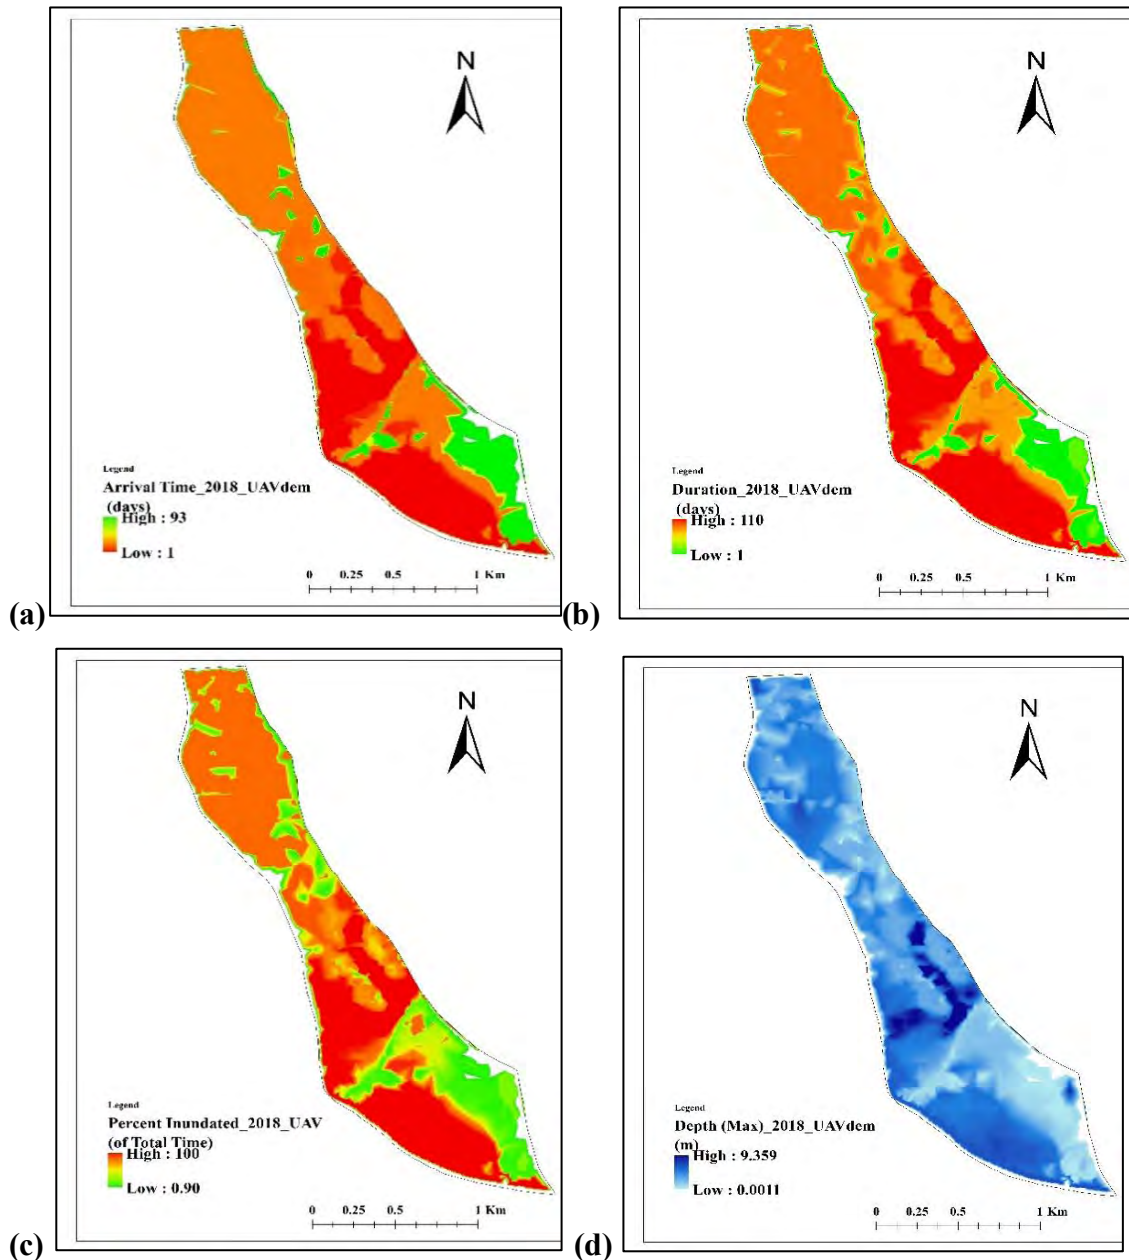 N
Legend
Arrival Time_2018_UAVdem
(days)
High : 93
Low : 1
0 0.25 0.5 1 Km
(a)
N
Legend
Duration_2018_UAVdem
(days)
High : 110
Low : 1
0 0.25 0.5 1 Km
(b)
N
Legend
Percent Inundated_2018_UAV
(of Total Time)
High : 100
Low : 0.90
0 0.25 0.5 1 Km
(c)
N
Legend
Depth (Max)_2018_UAVdem
(m)
High : 9.359
Low : 0.0011
0 0.25 0.5 1 Km
(d)